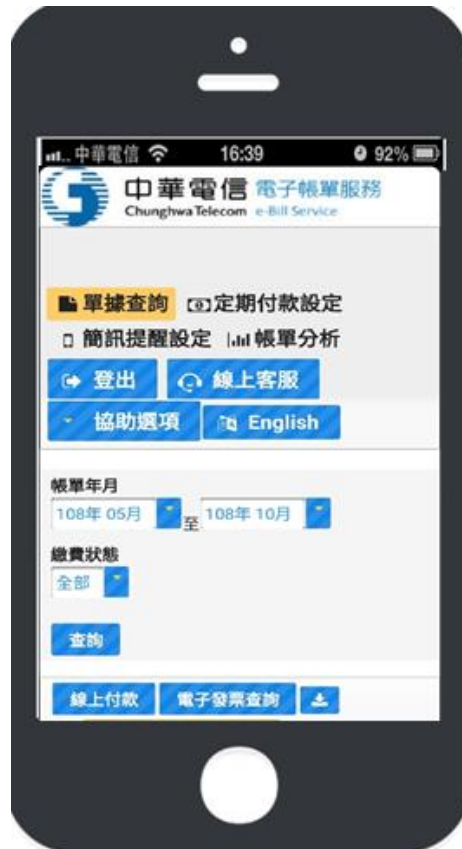 中華電信 16:39 92%
中華電信 電子帳單服務
Chunghwa Telecom e-Bill Service
單據查詢 定期付款設定
簡訊提醒設定 帳單分析
登出 線上客服
協助選項 English
帳單年月
108年 05月 至 108年 10月
繳費狀態
全部
查詢
線上付款 電子發票查詢